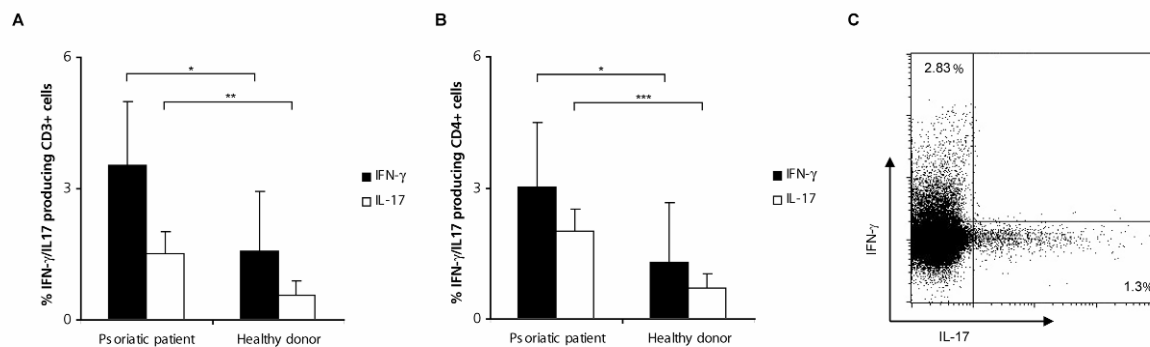 A
% IFN-γ/IL17 producing CD3+ cells
6
3
0
*
**
Psoriatic patient
Healthy donor
IFN-γ
IL-17
B
% IFN-γ/IL17 producing CD4+ cells
6
3
0
*
***
Psoriatic patient
Healthy donor
IFN-γ
IL-17
C
2.83 %
1.3%
IFN-γ
IL-17